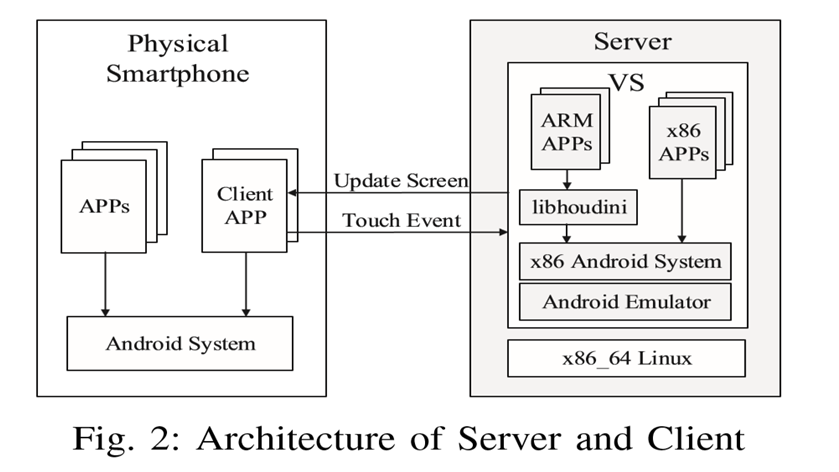 Physical
Smartphone
APPs
Client
APP
Android System
Update Screen
Touch Event
Server
VS
ARM
APPs
x86
APPs
libhoudini
x86 Android System
Android Emulator
x86_64 Linux
Fig. 2: Architecture of Server and Client